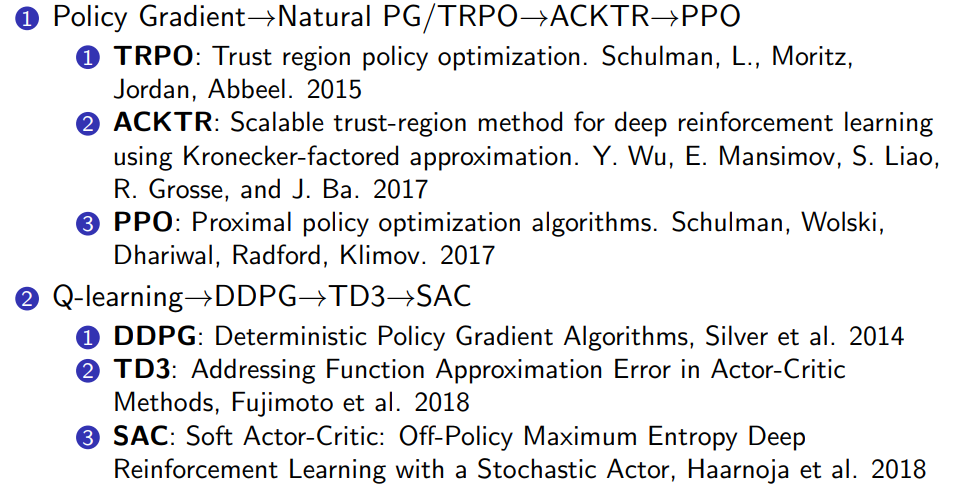 1 Policy Gradient→Natural PG/TRPO→ACKTR→PPO
1 TRPO: Trust region policy optimization. Schulman, L., Moritz,
Jordan, Abbeel. 2015
2 ACKTR: Scalable trust-region method for deep reinforcement learning
using Kronecker-factored approximation. Y. Wu, E. Mansimov, S. Liao,
R. Grosse, and J. Ba. 2017
3 PPO: Proximal policy optimization algorithms. Schulman, Wolski,
Dhariwal, Radford, Klimov. 2017
2 Q-learning→DDPG→TD3→SAC
1 DDPG: Deterministic Policy Gradient Algorithms, Silver et al. 2014
2 TD3: Addressing Function Approximation Error in Actor-Critic
Methods, Fujimoto et al. 2018
3 SAC: Soft Actor-Critic: Off-Policy Maximum Entropy Deep
Reinforcement Learning with a Stochastic Actor, Haarnoja et al. 2018